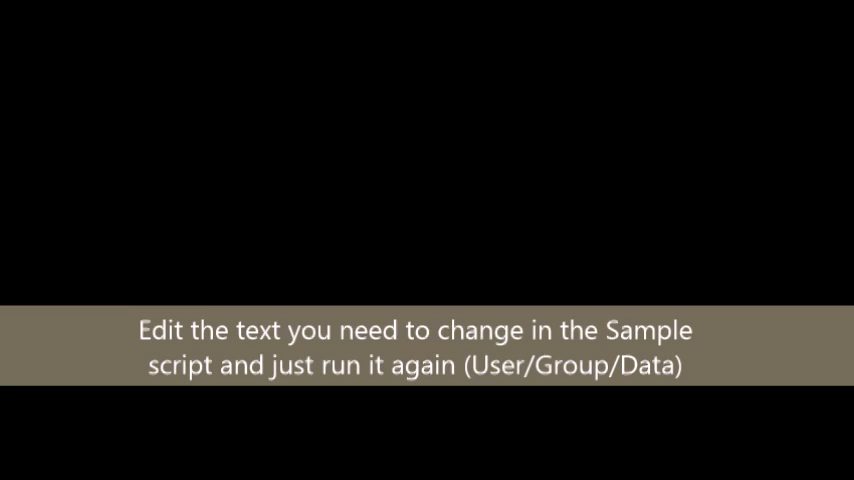 Edit the text you need to change in the Sample
script and just run it again (User/Group/Data)